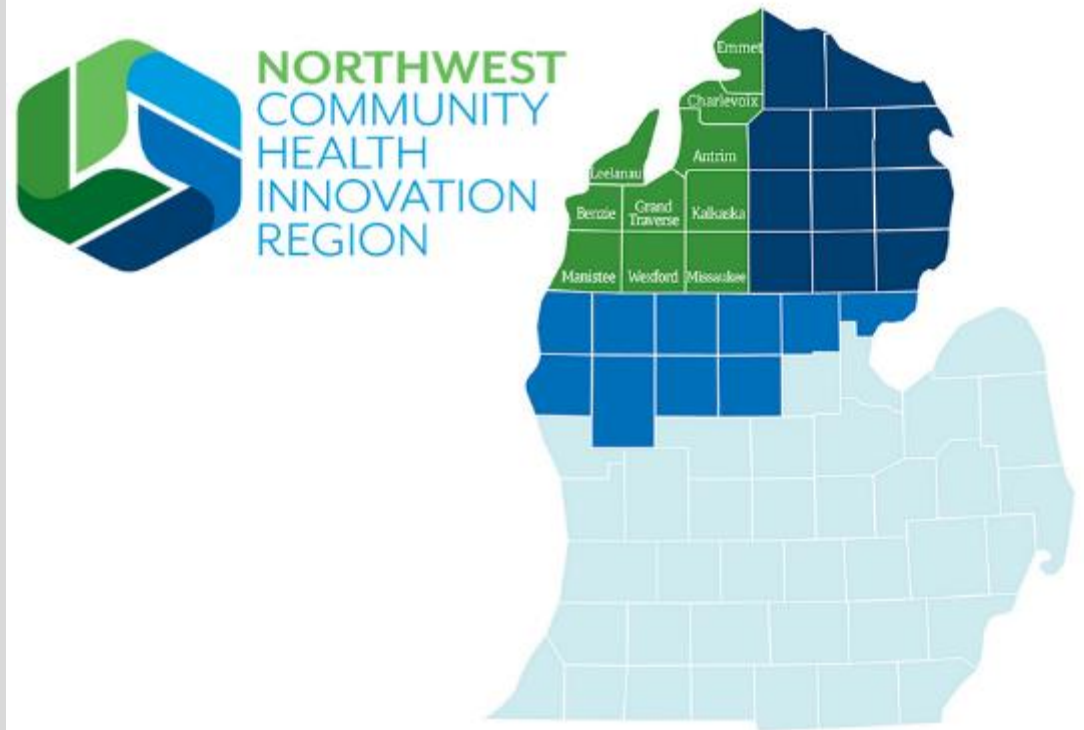 NORTHWEST
COMMUNITY
HEALTH
INNOVATION
REGION
Emmet
Charlevoix
Antrim
Leelanau
Benzie
Grand
Traverse
Kalkaska
Manistee
Wexford
Missaukee